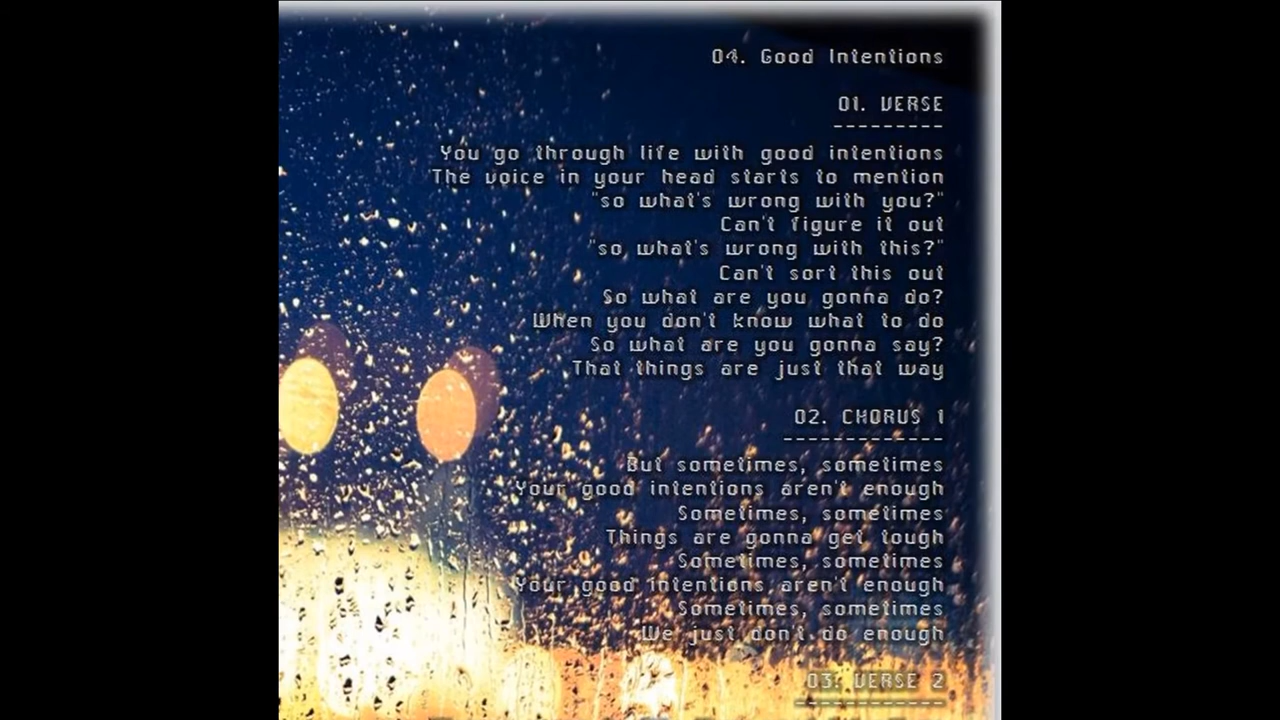 04. Good Intentions
01. VERSE
---------
You go through life with good intentions
The voice in your head starts to mention
"so what's wrong with you?"
Can't figure it out
"so what's wrong with this?"
Can't sort this out
So what are you gonna do?
When you don't know what to do
So what are you gonna say?
That things are just that way
02. CHORUS 1
-------------
But sometimes, sometimes
Your good intentions aren't enough
Sometimes, sometimes
Things are gonna get tough
Sometimes, sometimes
Your good intentions aren't enough
Sometimes, sometimes
We just don't do enough
03. VERSE 2
------------